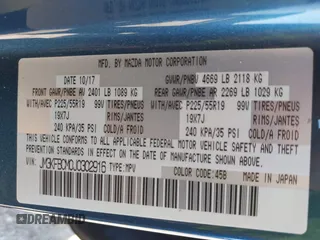 MFD. BY MAZDA MOTOR CORPORATION
DATE 10/17 GVWR/PNBV 4669 LB 2118 KG
FRONT GAWR/PNBE AV 2401 LB 1089 KG REAR GAWR/PNBE AR 2269 LB 1029 KG
WITH/AVEC P225/55R19 99V TIRES/PNEUS WITH/AVEC P225/55R19 99V TIRES/PNEUS
19X7J RIMS/JANTES 19X7J RIMS/JANTES
240 KPA/35 PSI COLD/A FROID 240 KPA/35 PSI COLD/A FROID
THIS VEHICLE CONFORMS TO ALL APPLICABLE
FEDERAL MOTOR VEHICLE SAFETY, BUMPER, AND THEFT
PREVENTION STANDARDS IN EFFECT ON THE DATE OF
MANUFACTURE SHOWN ABOVE.
VIN: JM3KFBCM0J0302916 COLOR CODE:45B
TYPE:MPV MADE IN JAPAN